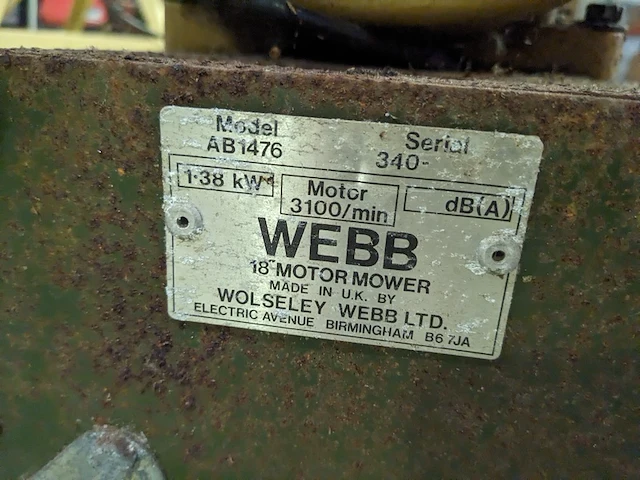 Model Serial
AB1476 340-
1·38 kW Motor 3100/min dB(A)
WEBB
18" MOTOR MOWER
MADE IN U.K. BY
WOLSELEY WEBB LTD.
ELECTRIC AVENUE BIRMINGHAM B6 7JA